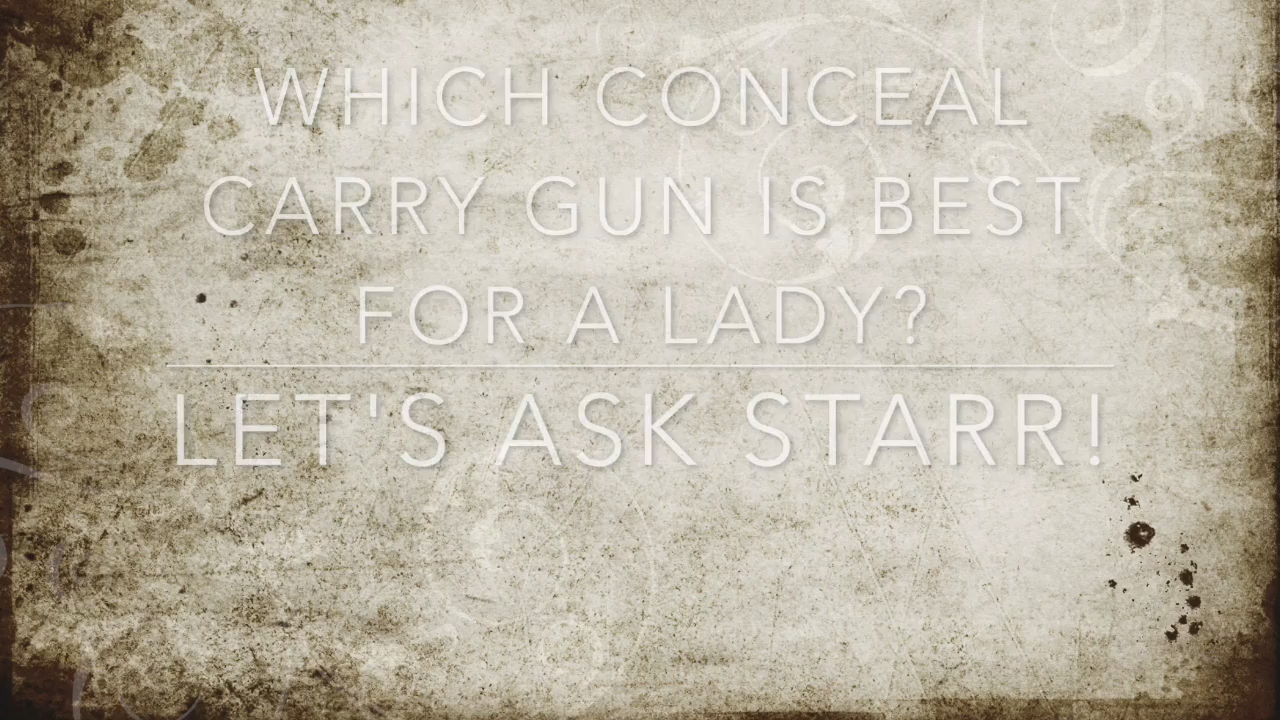 WHICH CONCEAL
CARRY GUN IS BEST
FOR A LADY?
LET'S ASK STARR!